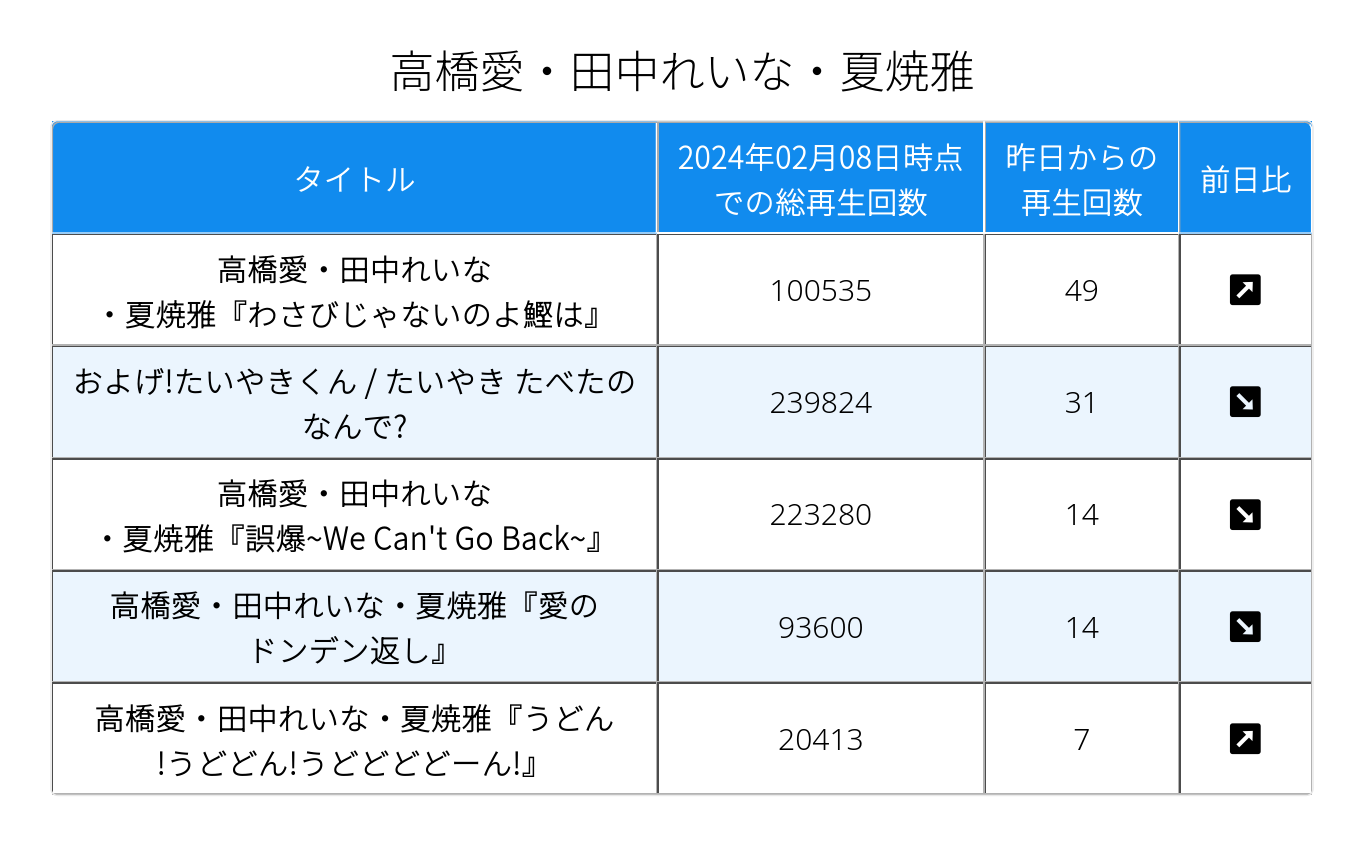 高橋愛・田中れいな・夏焼雅
タイトル
2024年02月08日時点
での総再生回数
昨日からの
再生回数
前日比
高橋愛・田中れいな
・夏焼雅『わさびじゃないのよ鰹は』
100535
49
およげ!たいやきくん / たいやき たべたの
なんで?
239824
31
高橋愛・田中れいな
・夏焼雅『誤爆~We Can't Go Back~』
223280
14
高橋愛・田中れいな・夏焼雅『愛の
ドンデン返し』
93600
14
高橋愛・田中れいな・夏焼雅『うどん
!うどどん!うどどどどーん!』
20413
7